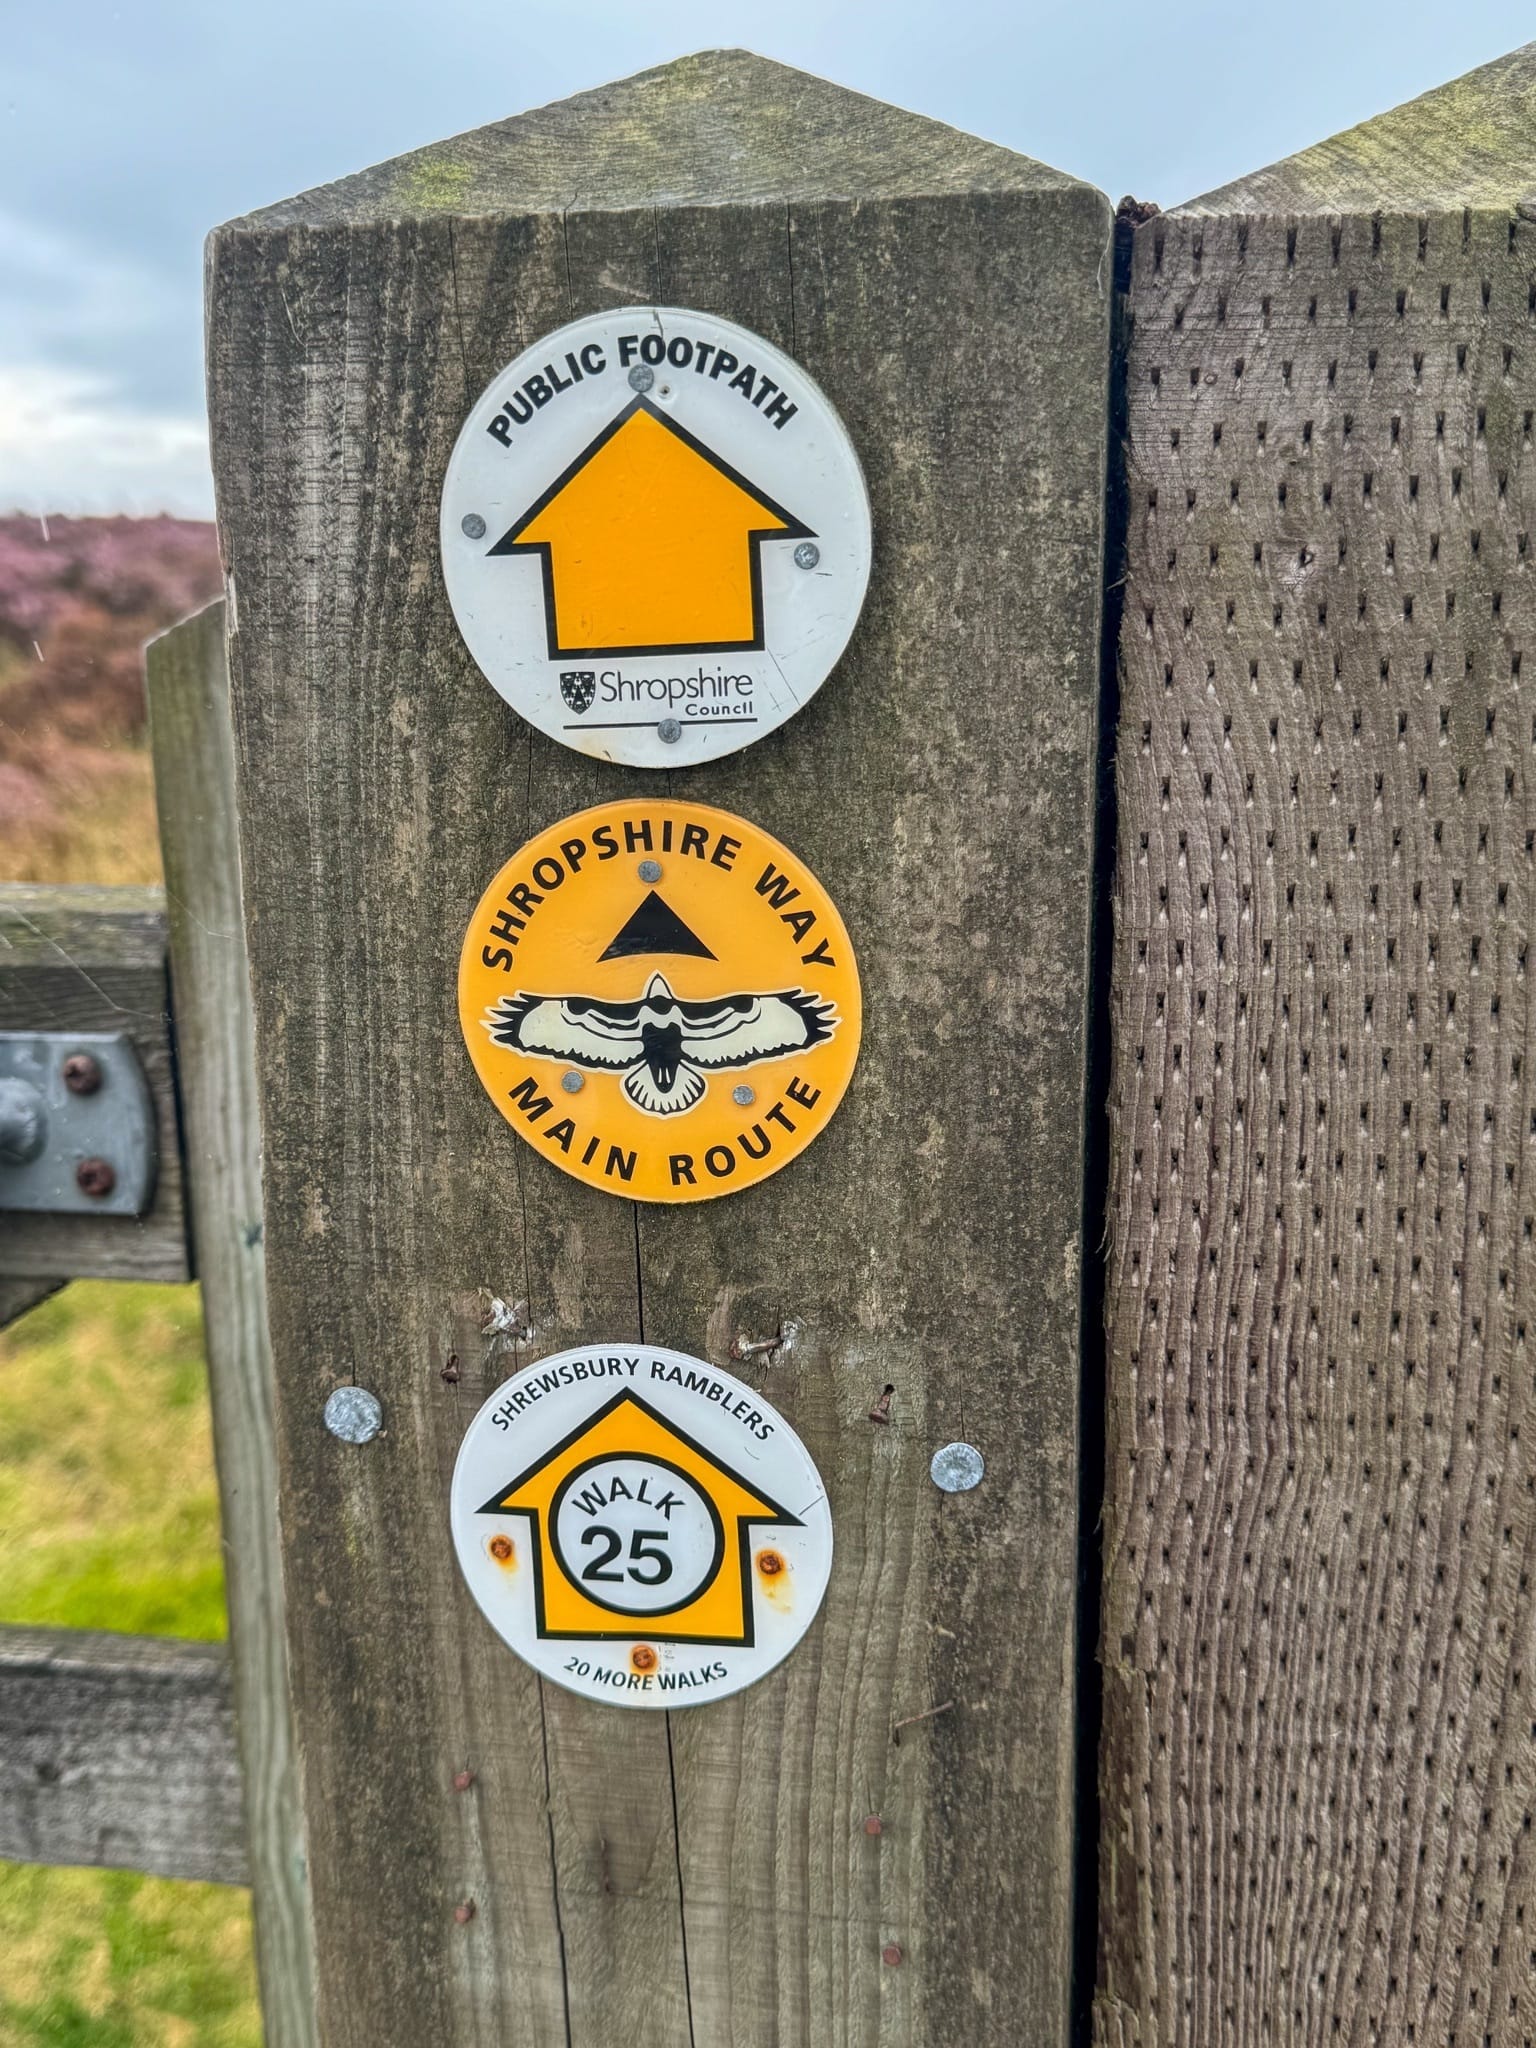 PUBLIC FOOTPATH
Shropshire
Council
SHROPSHIRE WAY
MAIN ROUTE
SHREWSBURY RAMBLERS
WALK
25
20 MORE WALKS